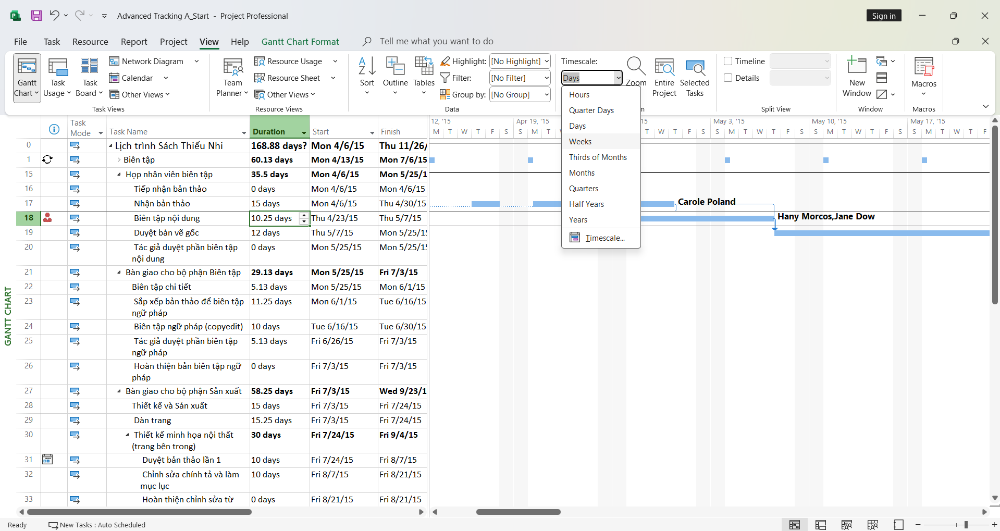 Advanced Tracking A_Start - Project Professional
Sign in
File Task Resource Report Project View Help Gantt Chart Format Tell me what you want to do
Gantt Chart
Task Usage
Task Board
Network Diagram
Calendar
Other Views
Task Views
Team Planner
Resource Usage
Resource Sheet
Other Views
Resource Views
Sort
Outline
Tables
Highlight: [No Highlight]
Filter: [No Filter]
Group by: [No Group]
Data
Timescale:
Days
Zoom
Entire Project
Selected Tasks
Timeline
Details
Split View
New Window
Window
Macros
Macros
Hours
Quarter Days
Days
Weeks
Thirds of Months
Months
Quarters
Half Years
Years
Timescale...
Task Mode Task Name Duration Start Finish
12, '15 Apr 19, '15 15 May 3, '15 May 10, '15 May 17, '15
M T W T F S S M T T W T F S S M T W T F S S M T W T F S S M T W T F
0 Lịch trình Sách Thiếu Nhi 168.88 days? Mon 4/6/15 Thu 11/26/
1 Biên tập 60.13 days Mon 4/13/15 Mon 7/6/15
15 Họp nhân viên biên tập 35.5 days Mon 4/6/15 Mon 5/25/1
16 Tiếp nhận bản thảo 0 days Mon 4/6/15 Mon 4/6/15
17 Nhận bản thảo 15 days Mon 4/6/15 Thu 4/30/15
Carole Poland
18 Biên tập nội dung 10.25 days Thu 4/23/15 Thu 5/7/15
Hany Morcos,Jane Dow
19 Duyệt bản vẽ gốc 12 days Thu 5/7/15 Mon 5/25/15
20 Tác giả duyệt phần biên tập nội dung 0 days Mon 5/25/15 Mon 5/25/15
21 Bàn giao cho bộ phận Biên tập 29.13 days Mon 5/25/15 Fri 7/3/15
22 Biên tập chi tiết 5.13 days Mon 5/25/15 Mon 6/1/15
23 Sắp xếp bản thảo để biên tập ngữ pháp 11.25 days Mon 6/1/15 Tue 6/16/15
24 Biên tập ngữ pháp (copyedit) 10 days Tue 6/16/15 Tue 6/30/15
25 Tác giả duyệt phần biên tập ngữ pháp 5.13 days Fri 6/26/15 Fri 7/3/15
26 Hoàn thiện bản biên tập ngữ pháp 0 days Fri 7/3/15 Fri 7/3/15
27 Bàn giao cho bộ phận Sản xuất 58.25 days Fri 7/3/15 Wed 9/23/1
28 Thiết kế và Sản xuất 15 days Fri 7/3/15 Fri 7/24/15
29 Dàn trang 15.25 days Fri 7/3/15 Fri 7/24/15
30 Thiết kế minh họa nội thất (trang bên trong) 30 days Fri 7/24/15 Fri 9/4/15
31 Duyệt bản thảo lần 1 10 days Fri 7/24/15 Fri 8/7/15
32 Chỉnh sửa chính tả và làm mục lục 10 days Fri 8/7/15 Fri 8/21/15
33 Hoàn thiện chỉnh sửa từ 0 days Fri 8/21/15 Fri 8/21/15
GANTT CHART
Ready New Tasks : Auto Scheduled